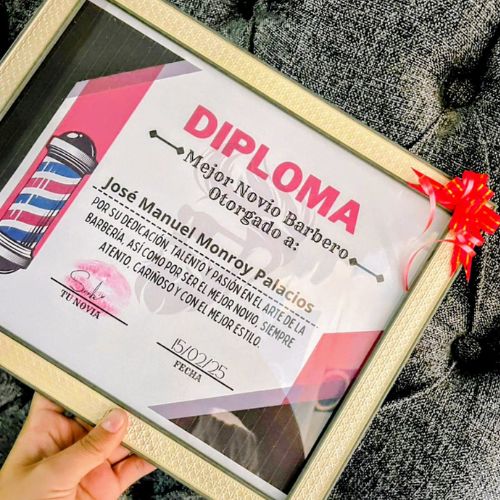 DIPLOMA
Mejor Novio Barbero
Otorgado a:
José Manuel Monroy Palacios
POR SU DEDICACIÓN, TALENTO Y PASIÓN EN EL ARTE DE LA
BARBERÍA, ASÍ COMO POR SER EL MEJOR NOVIO, SIEMPRE
ATENTO, CARIÑOSO Y CON EL MEJOR ESTILO.
TU NOVIA
15/02/25
FECHA